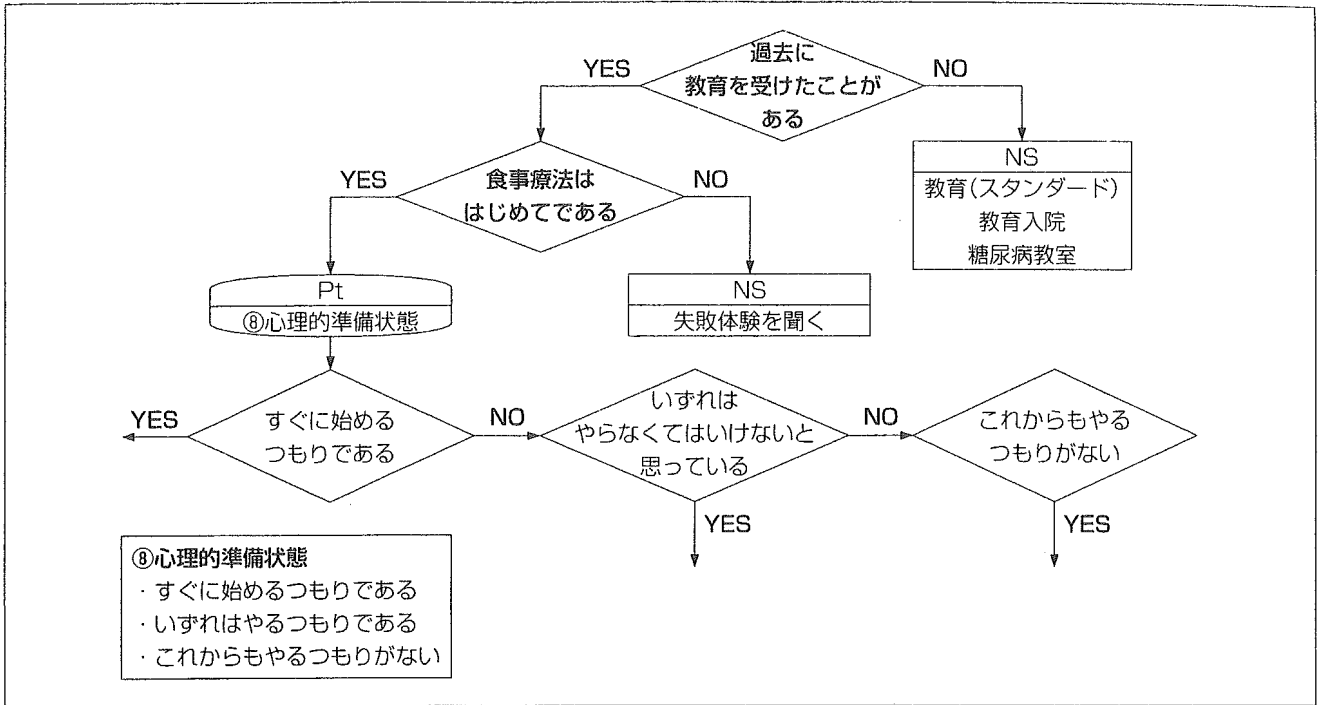 過去に
教育を受けたことが
ある
YES
NO
NS
教育(スタンダード)
教育入院
糖尿病教室
食事療法は
はじめてである
YES
NO
Pt
⑧心理的準備状態
NS
失敗体験を聞く
YES
すぐに始める
つもりである
NO
いずれは
やらなくてはいけないと
思っている
NO
これからもやる
つもりがない
YES
YES
⑧心理的準備状態
・すぐに始めるつもりである
・いずれはやるつもりである
・これからもやるつもりがない